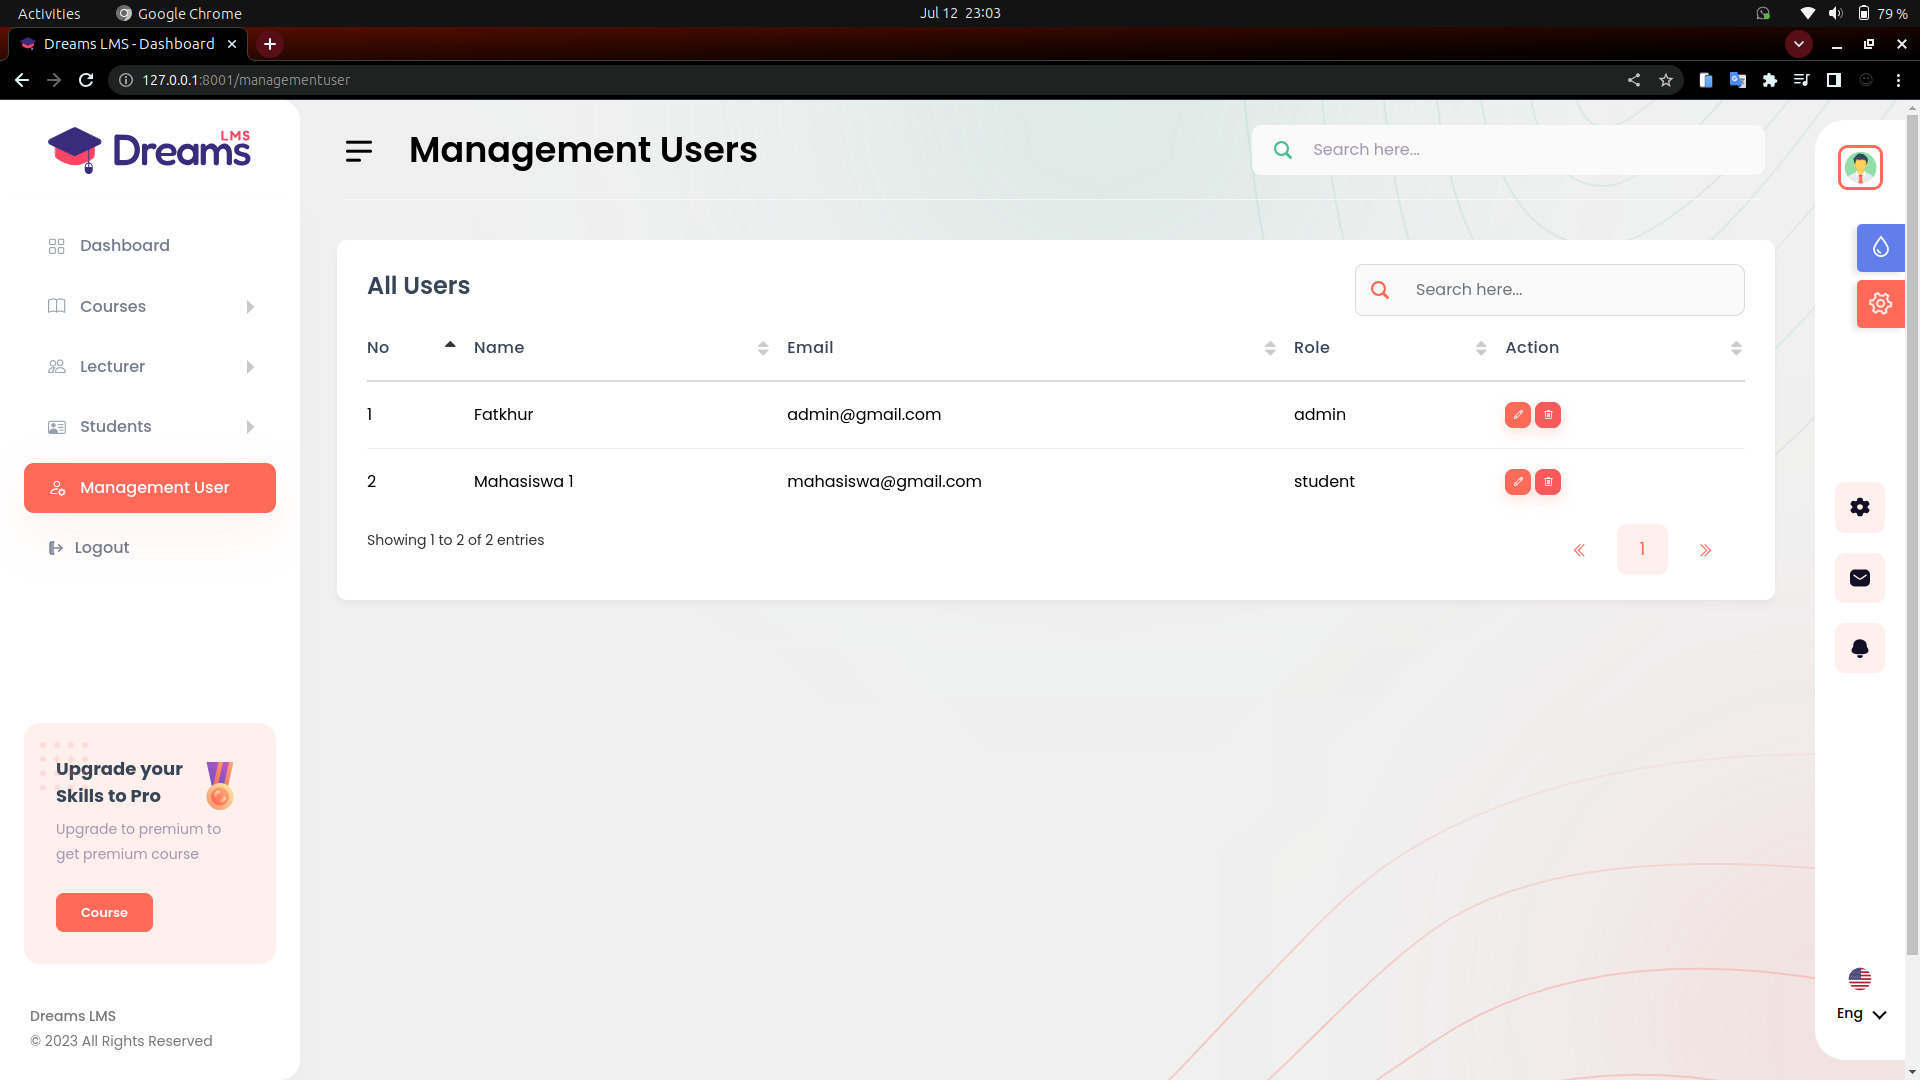 Activities
Google Chrome
Jul 12 23:03
79 %
Dreams LMS - Dashboard
127.0.0.1:8001/managementuser
Dreams LMS
Management Users
Search here...
Dashboard
Courses
Lecturer
Students
Management User
Logout
All Users
Search here...
No Name Email Role Action
1 Fatkhur admin@gmail.com admin
2 Mahasiswa 1 mahasiswa@gmail.com student
Showing 1 to 2 of 2 entries
« 1 »
Upgrade your
Skills to Pro
Upgrade to premium to
get premium course
Course
Dreams LMS
© 2023 All Rights Reserved
Eng